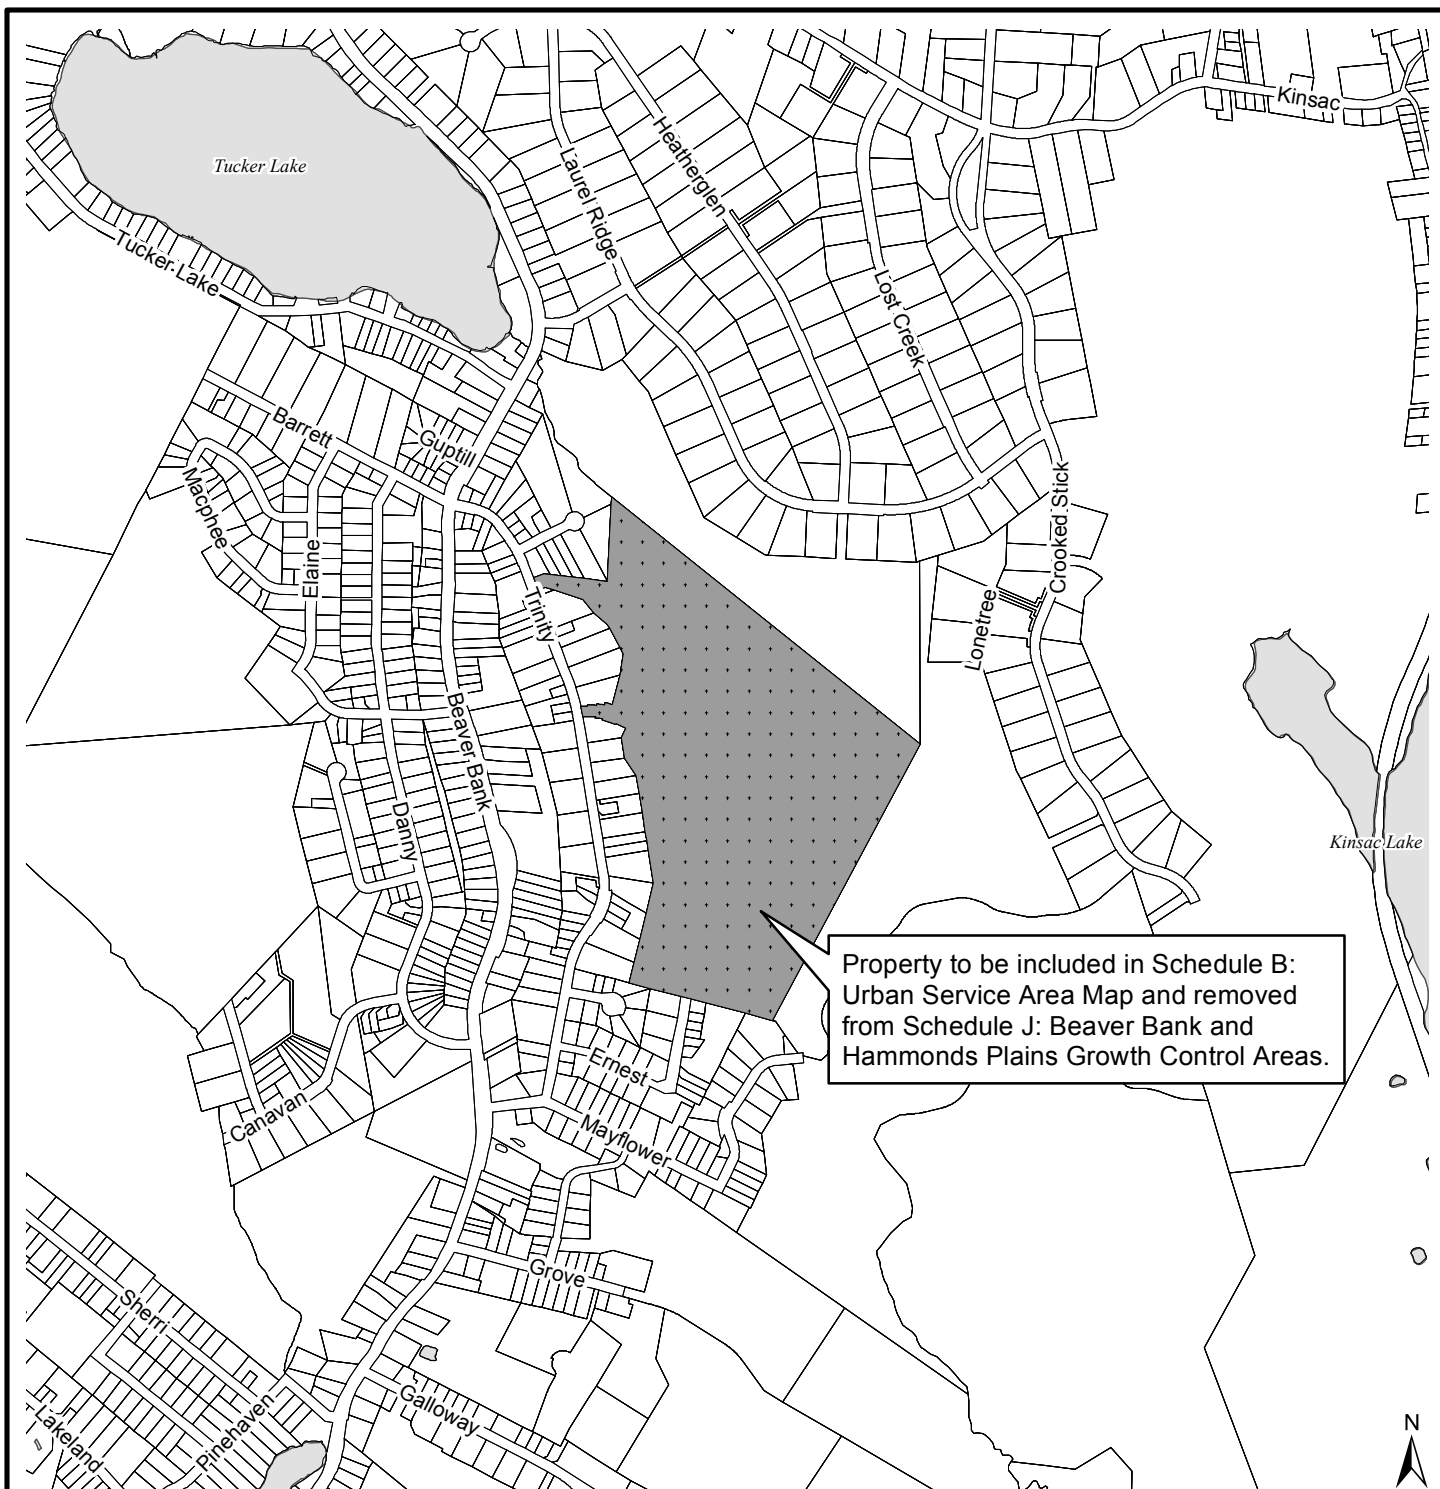 Kinsac
Heatherglen
Tucker Lake
Laurel Ridge
Tucker Lake
Lost Creek
Barrett
Guptill
Macphee
Crooked Stick
Elaine
Trinity
Lonetree
Beaver Bank
Danny
Kinsac Lake
Property to be included in Schedule B:
Urban Service Area Map and removed
from Schedule J: Beaver Bank and
Hammonds Plains Growth Control Areas.
Ernest
Canavan
Mayflower
Grove
Sherri
Galloway
Pinehaven
Lakeland
N